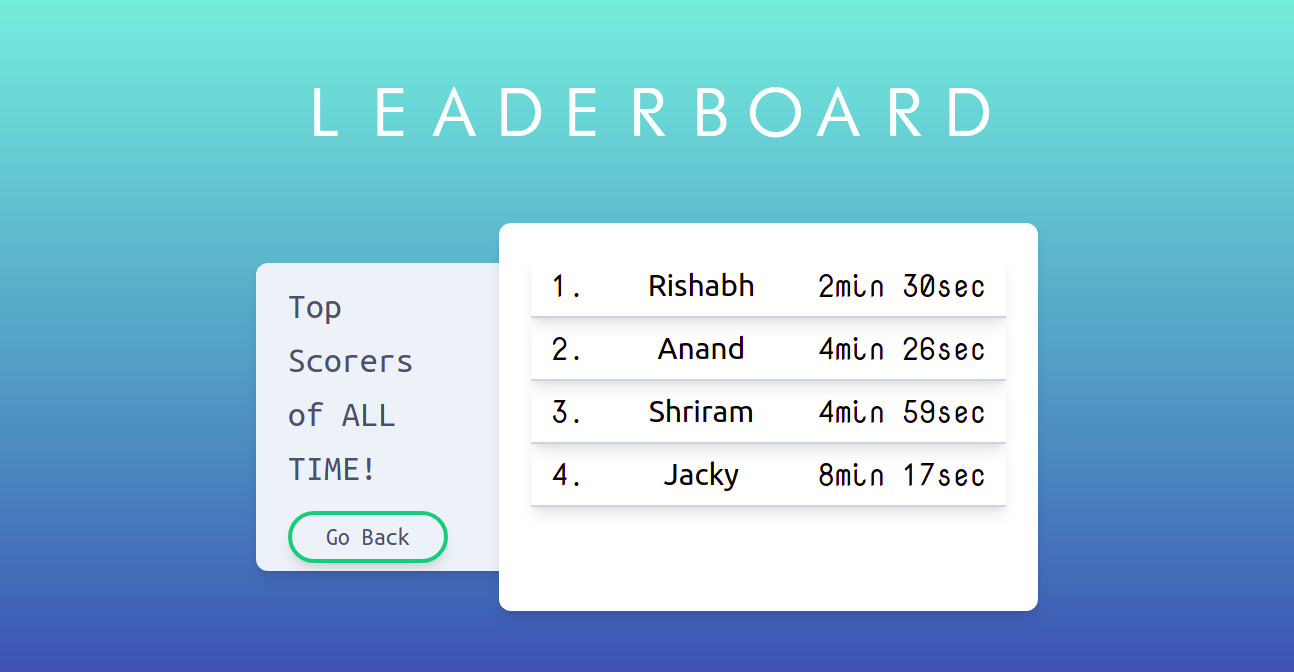 LEADERBOARD
Top
Scorers
of ALL
TIME!
Go Back
1. Rishabh 2min 30sec
2. Anand 4min 26sec
3. Shriram 4min 59sec
4. Jacky 8min 17sec